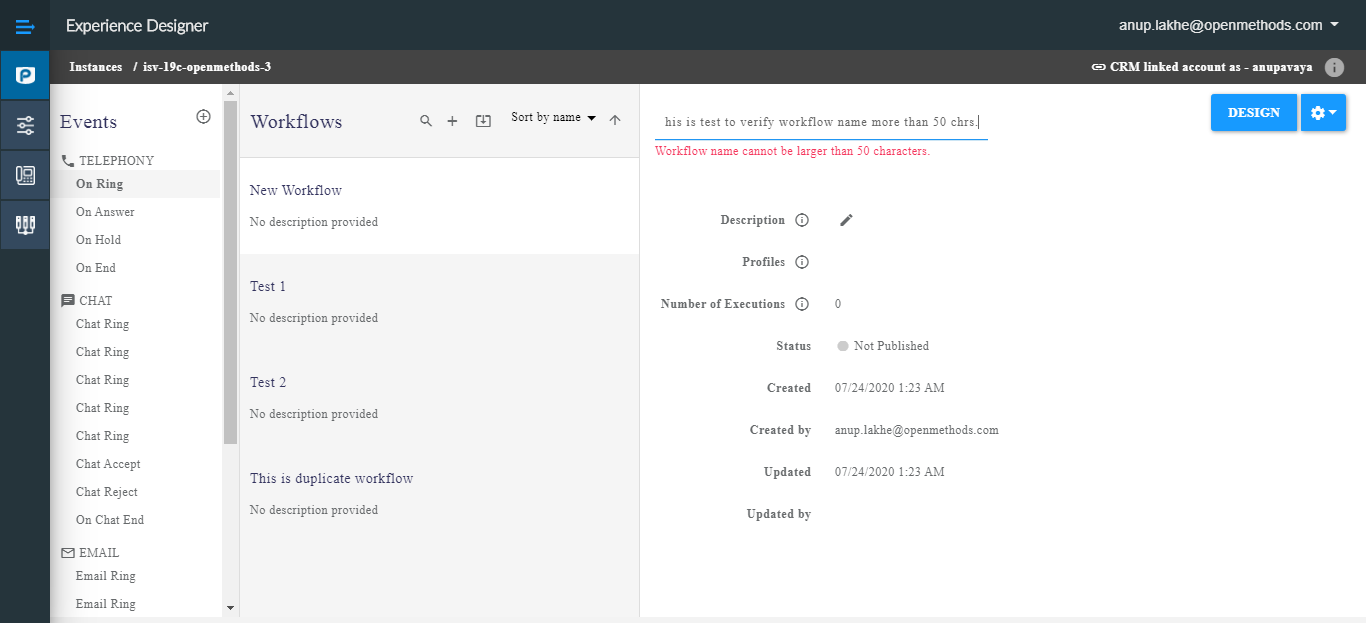 Experience Designer
anup.lakhe@openmethods.com
Instances / isv-19c-openmethods-3
CRM linked account as - anupavaya
Events
TELEPHONY
On Ring
On Answer
On Hold
On End
CHAT
Chat Ring
Chat Ring
Chat Ring
Chat Ring
Chat Ring
Chat Accept
Chat Reject
On Chat End
EMAIL
Email Ring
Email Ring
Workflows
Sort by name
New Workflow
No description provided
Test 1
No description provided
Test 2
No description provided
This is duplicate workflow
No description provided
his is test to verify workflow name more than 50 chrs.
Workflow name cannot be larger than 50 characters.
DESIGN
Description
Profiles
Number of Executions 0
Status Not Published
Created 07/24/2020 1:23 AM
Created by anup.lakhe@openmethods.com
Updated 07/24/2020 1:23 AM
Updated by